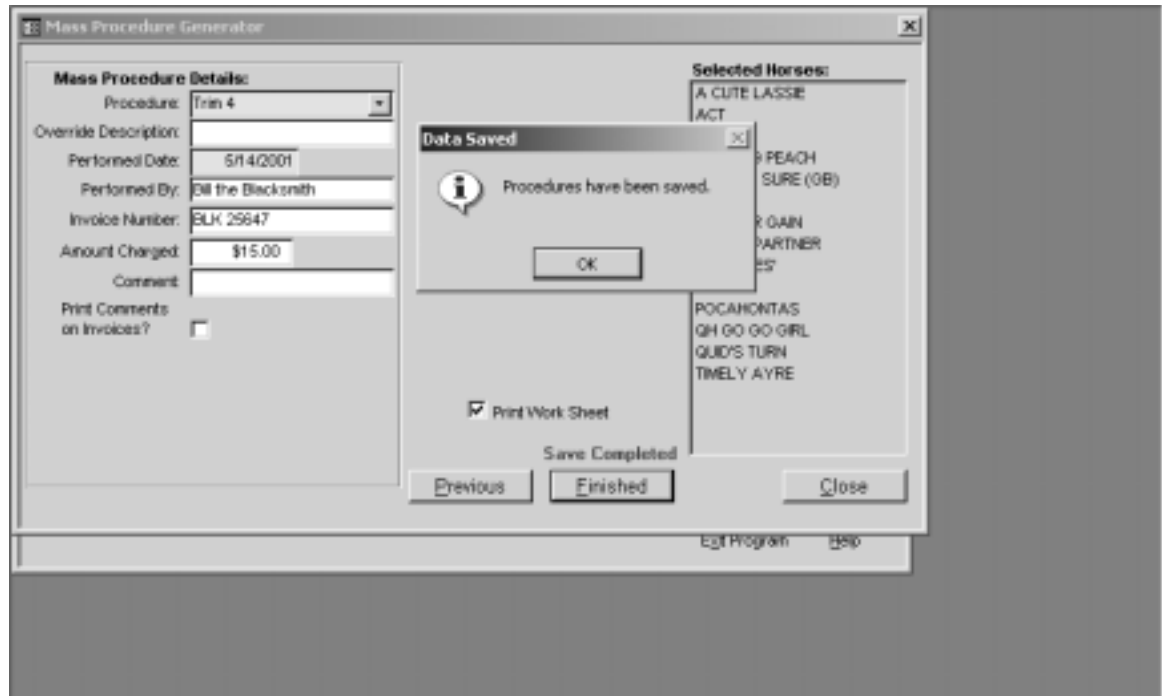 Mass Procedure Generator
Mass Procedure Details:
Procedure: Trim 4
Override Description:
Performed Date: 5/14/2001
Performed By: Bill the Blacksmith
Invoice Number: BLK 25647
Amount Charged: $15.00
Comment:
Print Comments
on Invoices?
Data Saved
Procedures have been saved.
OK
Selected Horses:
A CUTE LASSIE
ACT
PEACH
SURE (GB)
GAIN
PARTNER
POCAHONTAS
QH GO GO GIRL
QUID'S TURN
TIMELY AYRE
Print Work Sheet
Save Completed
Previous
Finished
Close
Exit Program
Help